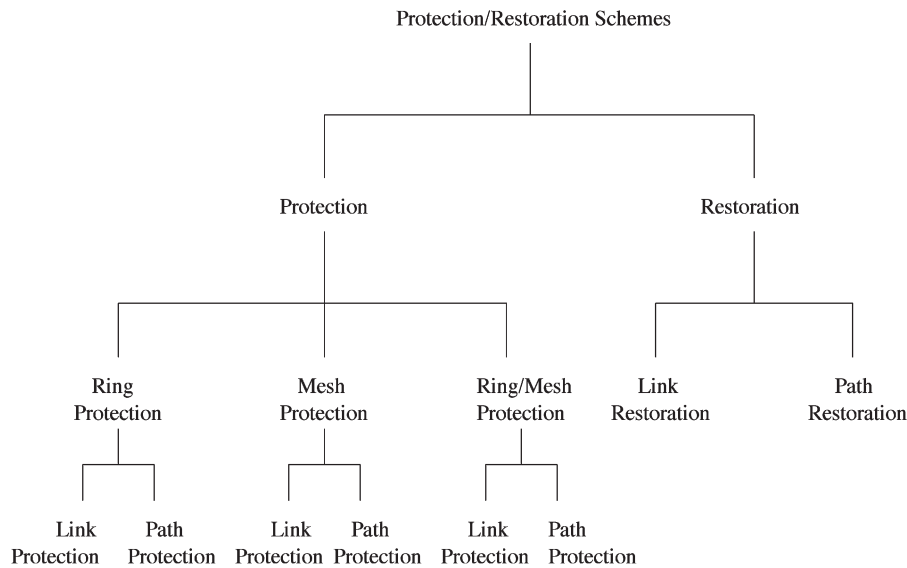 Protection/Restoration Schemes
Protection
Restoration
Ring
Protection
Mesh
Protection
Ring/Mesh
Protection
Link
Restoration
Path
Restoration
Link
Protection
Path
Protection
Link
Protection
Path
Protection
Link
Protection
Path
Protection